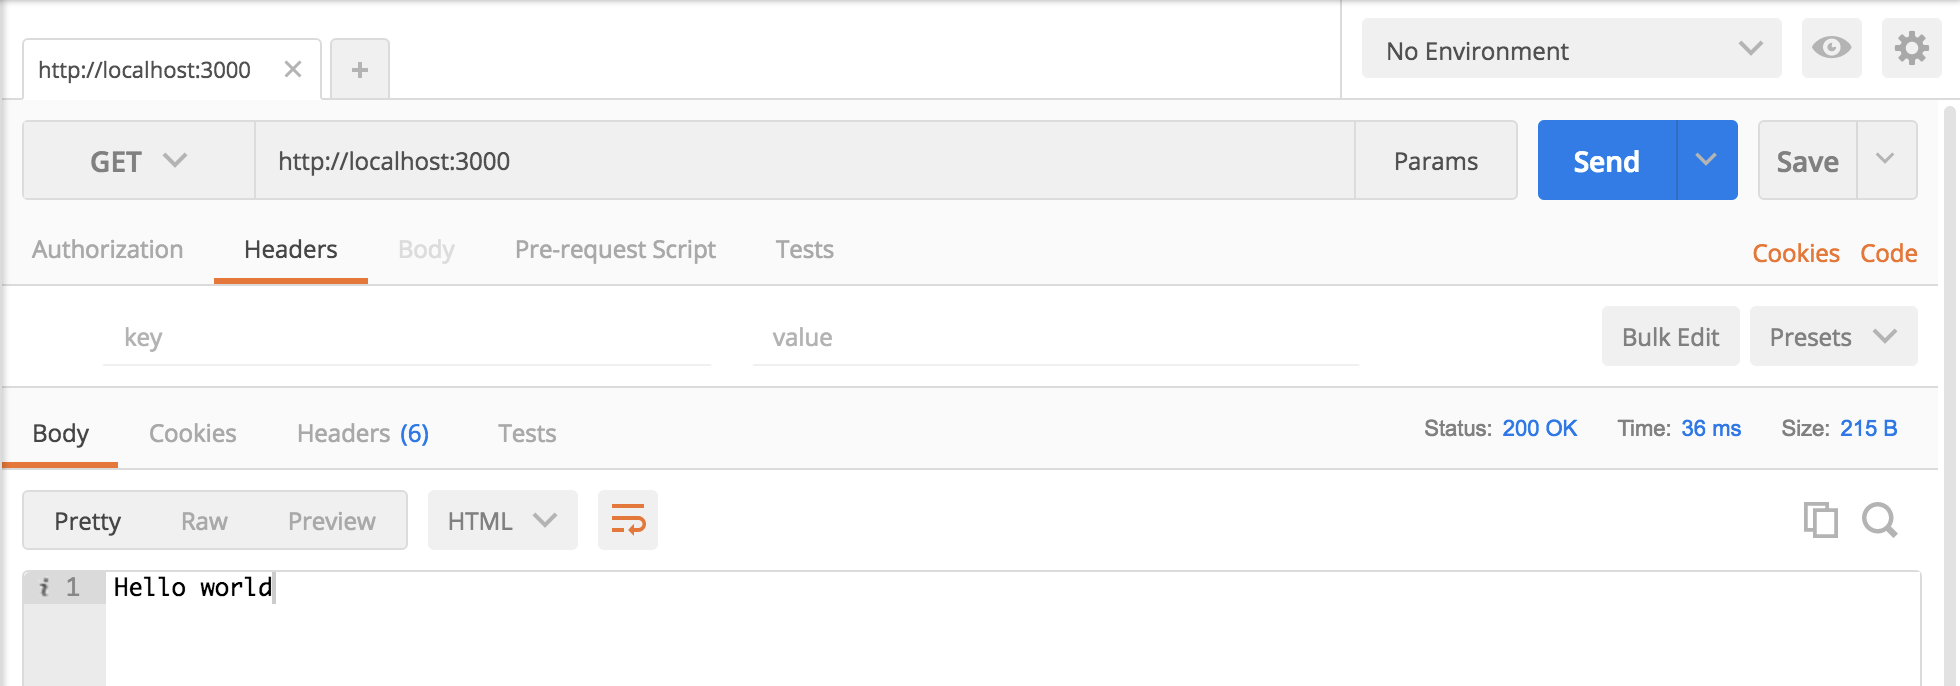 http://localhost:3000
No Environment
GET http://localhost:3000 Params Send Save
Authorization Headers Body Pre-request Script Tests Cookies Code
key value Bulk Edit Presets
Body Cookies Headers (6) Tests Status: 200 OK Time: 36 ms Size: 215 B
Pretty Raw Preview HTML
i 1 Hello world